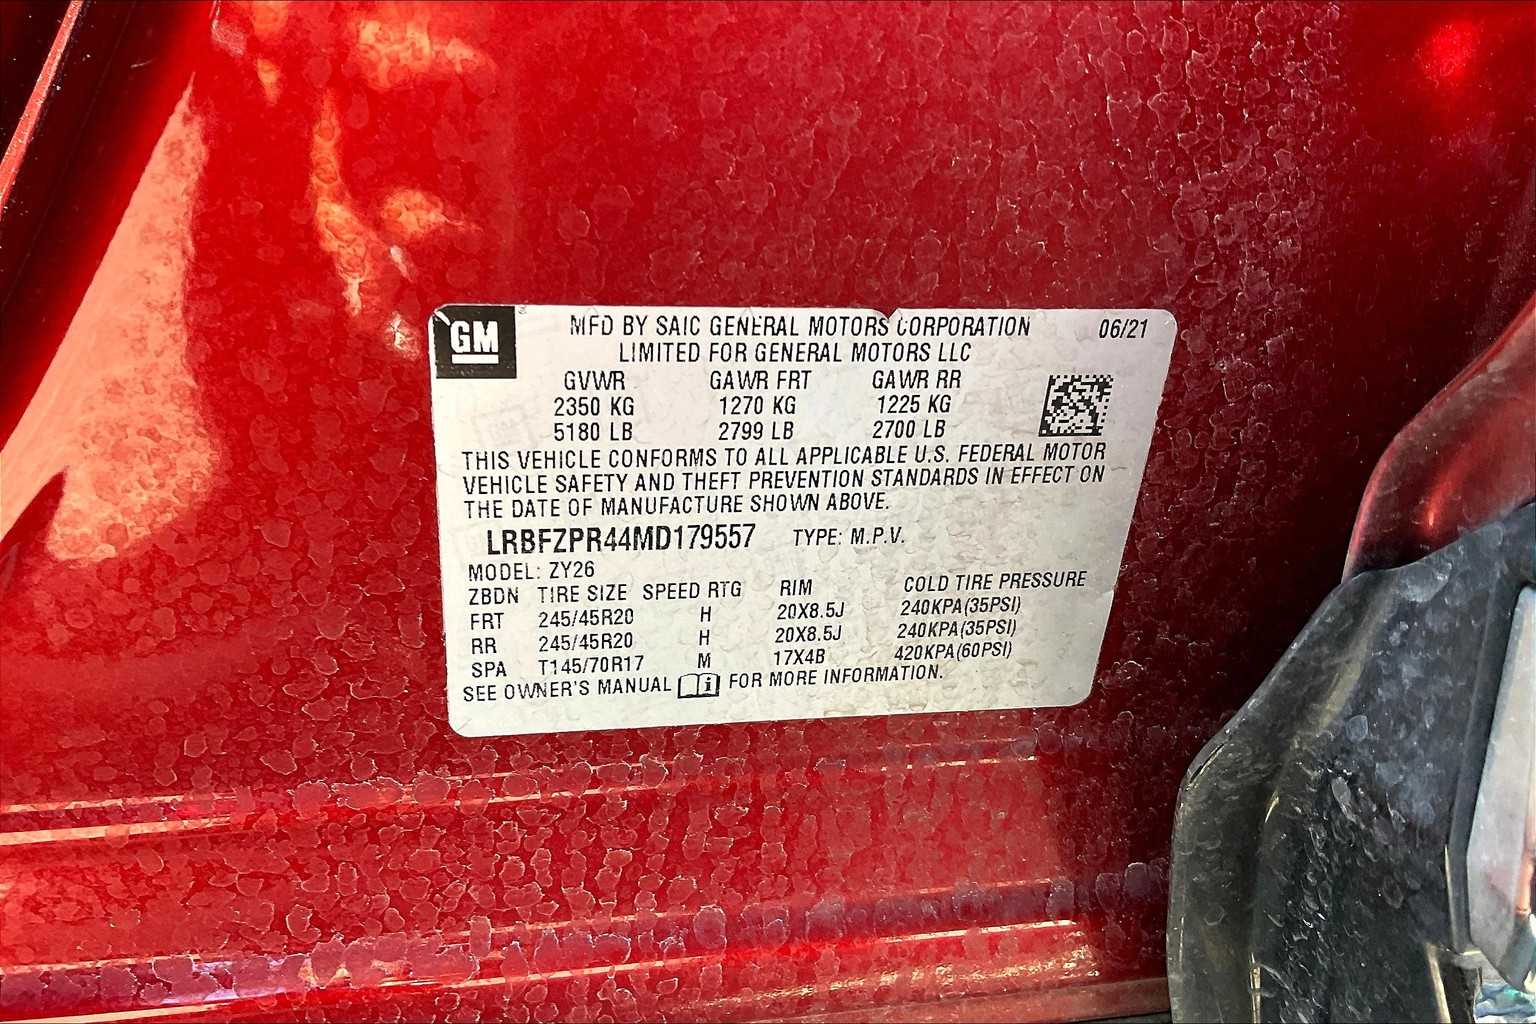 GM
MFD BY SAIC GENERAL MOTORS CORPORATION 06/21
LIMITED FOR GENERAL MOTORS LLC
GVWR GAWR FRT GAWR RR
2350 KG 1270 KG 1225 KG
5180 LB 2799 LB 2700 LB
THIS VEHICLE CONFORMS TO ALL APPLICABLE U.S. FEDERAL MOTOR
VEHICLE SAFETY AND THEFT PREVENTION STANDARDS IN EFFECT ON
THE DATE OF MANUFACTURE SHOWN ABOVE.
LRBFZPR44MD179557 TYPE: M.P.V.
MODEL: ZY26
ZBDN TIRE SIZE SPEED RTG RIM COLD TIRE PRESSURE
FRT 245/45R20 H 20X8.5J 240KPA(35PSI)
RR 245/45R20 H 20X8.5J 240KPA(35PSI)
SPA T145/70R17 M 17X4B 420KPA(60PSI)
SEE OWNER'S MANUAL i FOR MORE INFORMATION.